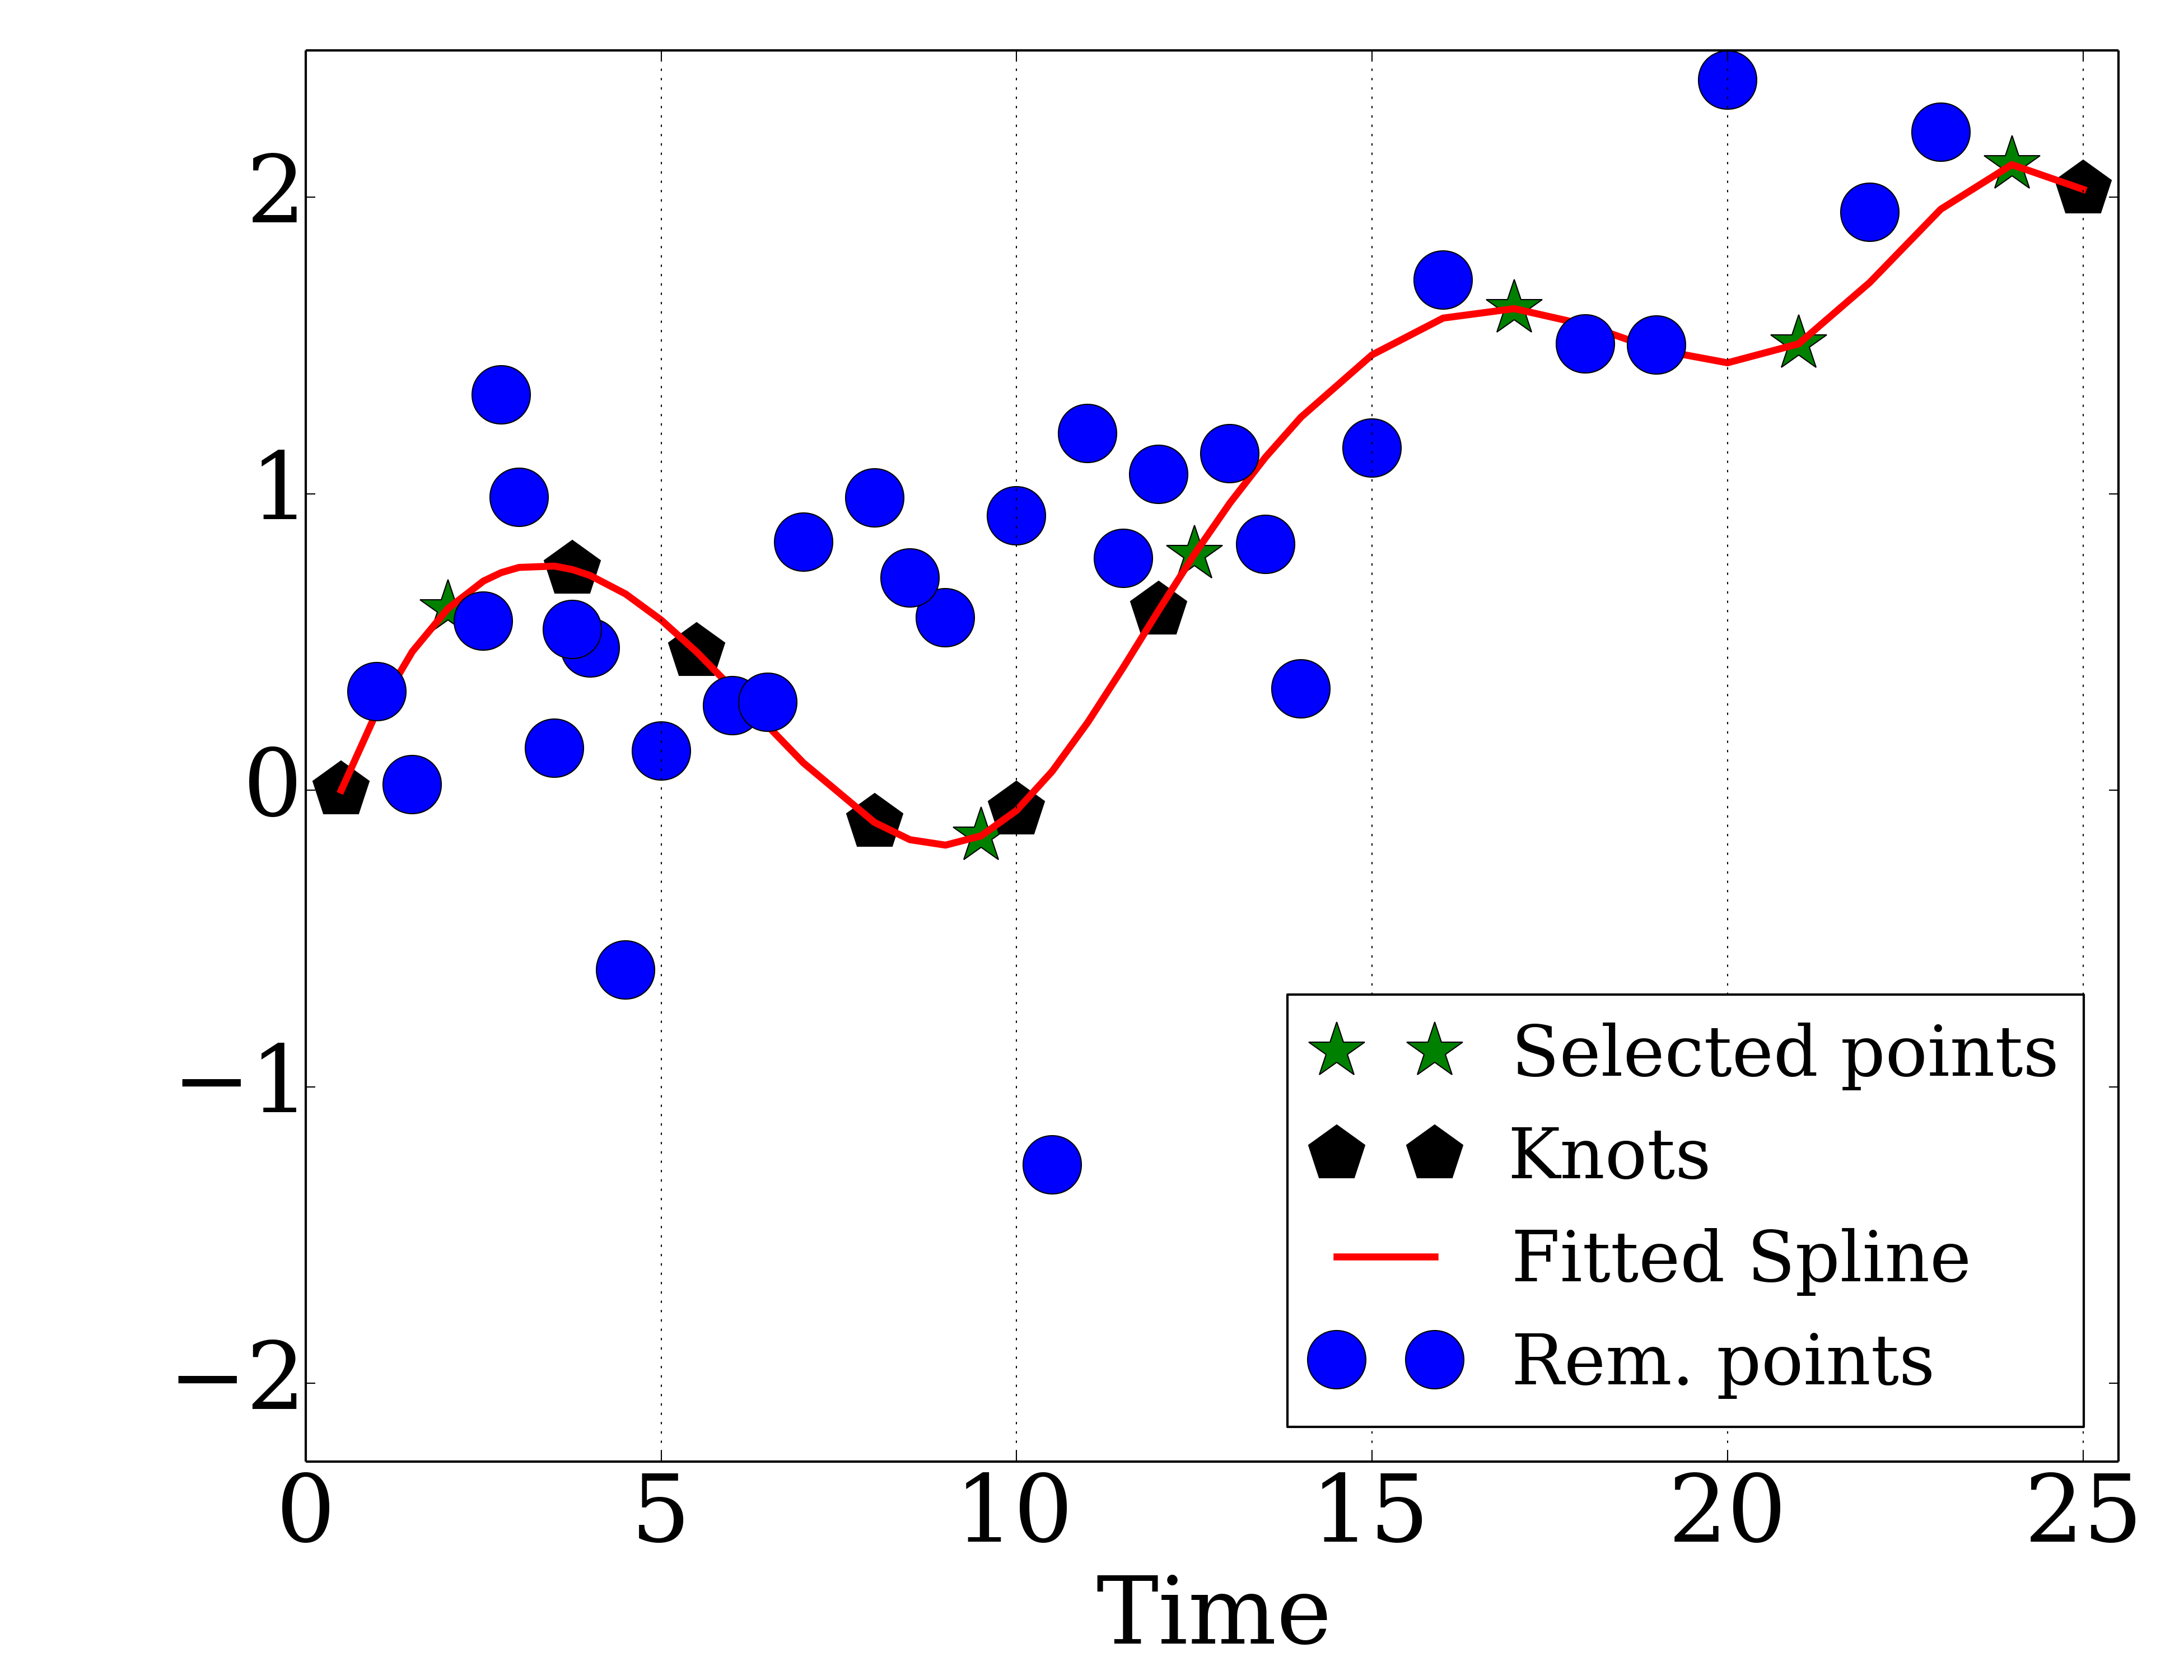 2
1
0
−1
−2
0 5 10 15 20 25
Time
Selected points
Knots
Fitted Spline
Rem. points